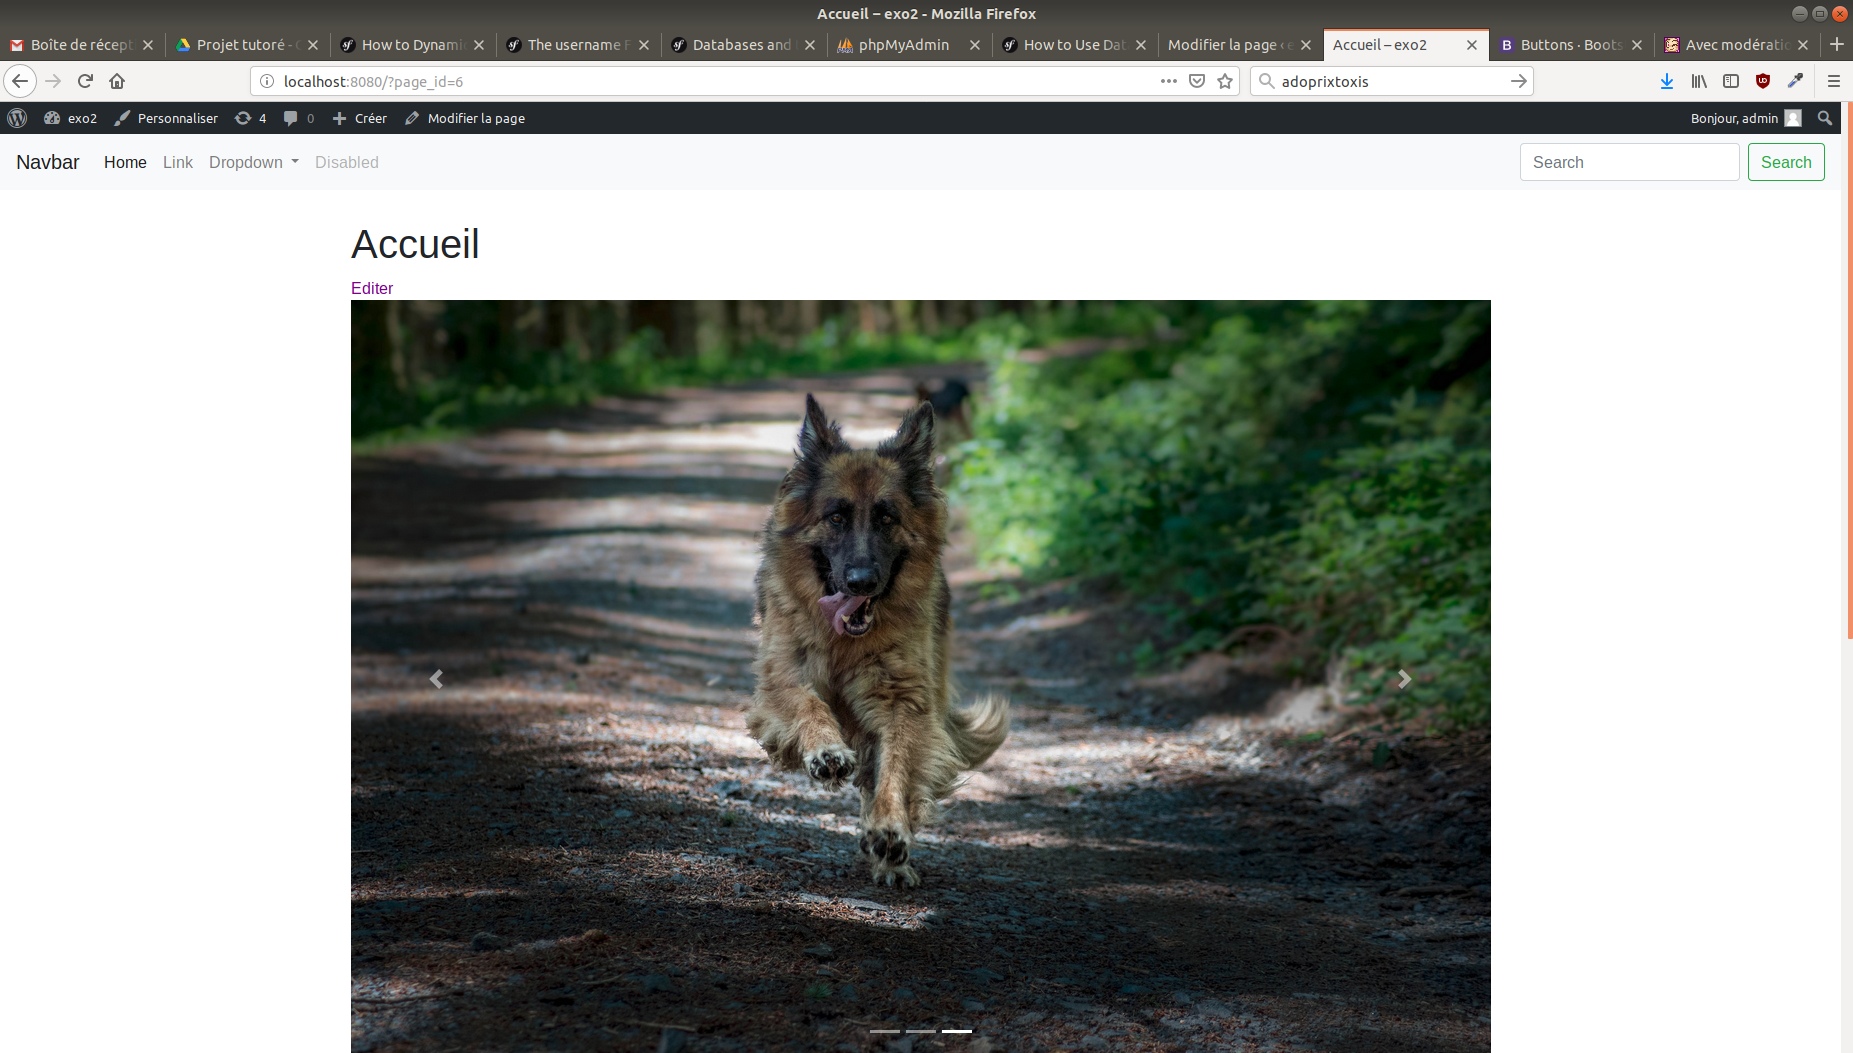 Accueil – exo2 - Mozilla Firefox
Boîte de récept
Projet tutoré -
How to Dynami
The username F
Databases and
phpMyAdmin
How to Use Dat
Modifier la page ‹ e
Accueil – exo2
Buttons · Boots
Avec modératio
localhost:8080/?page_id=6
adoprixtoxis
exo2
Personnaliser
4
0
Créer
Modifier la page
Bonjour, admin
Navbar
Home
Link
Dropdown
Disabled
Search
Search
Accueil
Editer